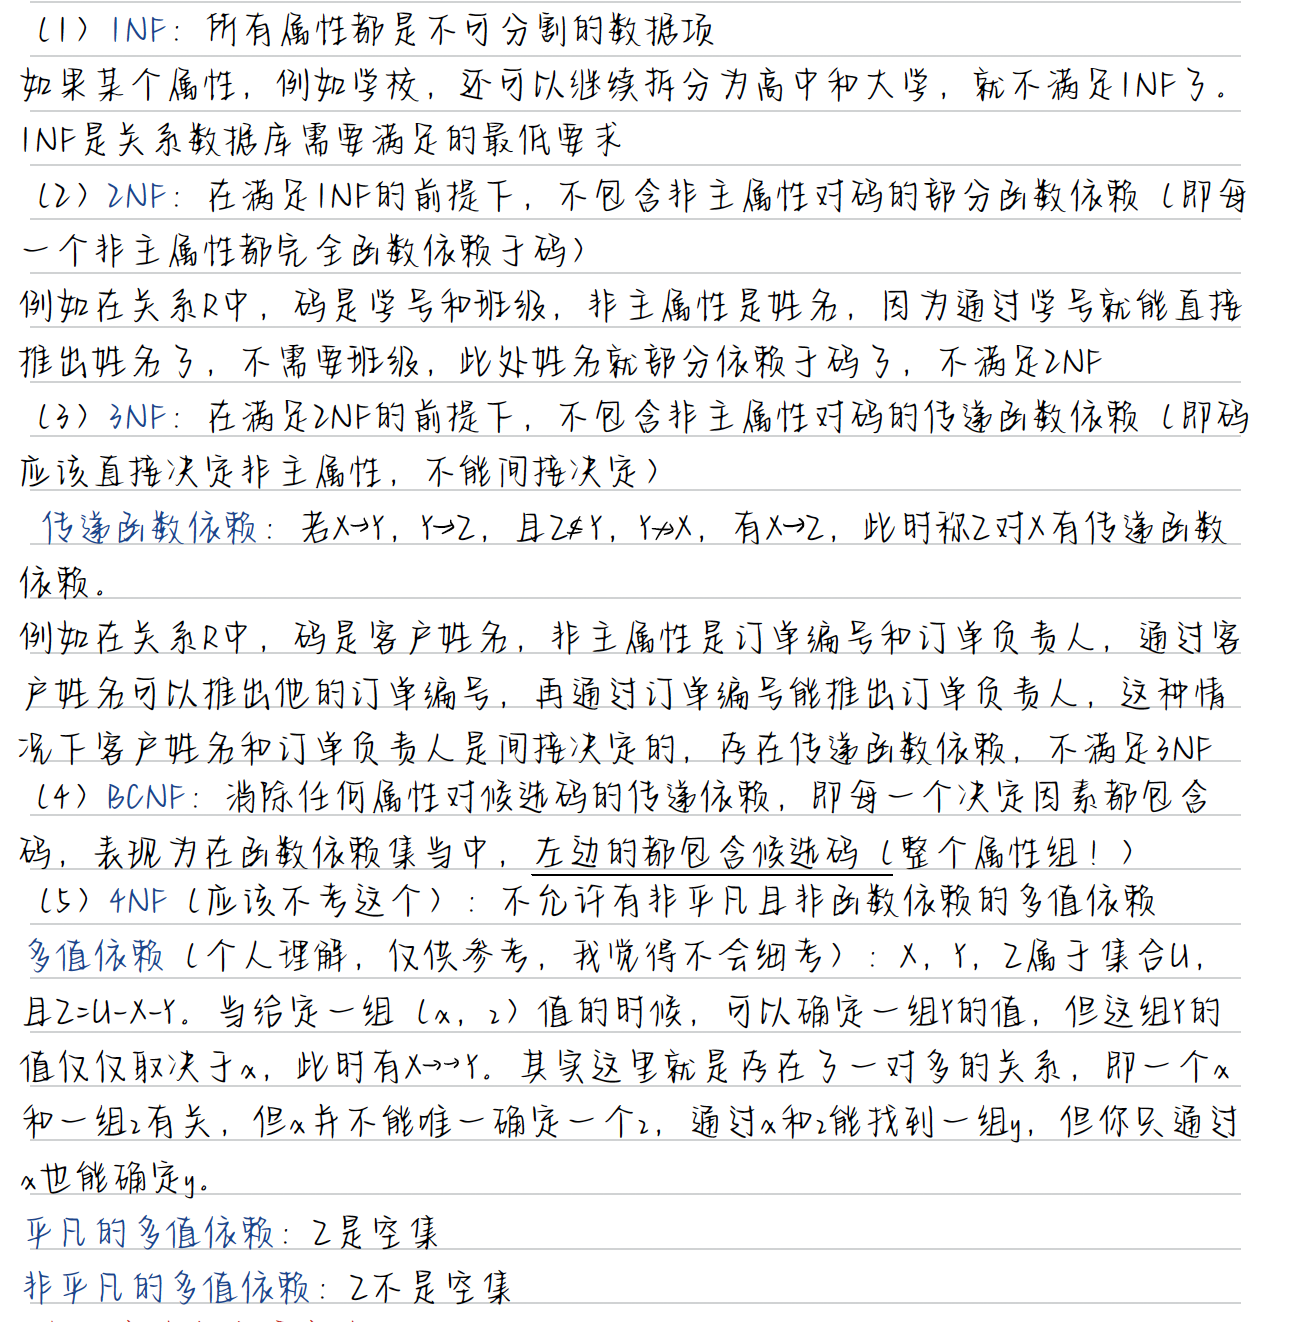 （1）1NF：所有属性都是不可分割的数据项
如果某个属性，例如学校，还可以继续拆分为高中和大学，就不满足1NF了。
1NF是关系数据库需要满足的最低要求
（2）2NF：在满足1NF的前提下，不包含非主属性对码的部分函数依赖（即每
一个非主属性都完全函数依赖于码）
例如在关系R中，码是学号和班级，非主属性是姓名，因为通过学号就能直接
推出姓名了，不需要班级，此处姓名就部分依赖于码了，不满足2NF
（3）3NF：在满足2NF的前提下，不包含非主属性对码的传递函数依赖（即码
应该直接决定非主属性，不能间接决定）
传递函数依赖：若X→Y，Y→Z，且Z⊄Y，Y↛X，有X→Z，此时称Z对X有传递函数
依赖。
例如在关系R中，码是客户姓名，非主属性是订单编号和订单负责人，通过客
户姓名可以推出他的订单编号，再通过订单编号能推出订单负责人，这种情
况下客户姓名和订单负责人是间接决定的，存在传递函数依赖，不满足3NF
（4）BCNF：消除任何属性对候选码的传递依赖，即每一个决定因素都包含
码，表现为在函数依赖集当中，左边的都包含候选码（整个属性组！）
（5）4NF（应该不考这个）：不允许有非平凡且非函数依赖的多值依赖
多值依赖（个人理解，仅供参考，我觉得不会细考）：X，Y，Z属于集合U，
且Z=U-X-Y。当给定一组（x，z）值的时候，可以确定一组Y的值，但这组Y的
值仅仅取决于x，此时有X→→Y。其实这里就是存在了一对多的关系，即一个x
和一组z有关，但x并不能唯一确定一个z，通过x和z能找到一组y，但你只通过
x也能确定y。
平凡的多值依赖：Z是空集
非平凡的多值依赖：Z不是空集